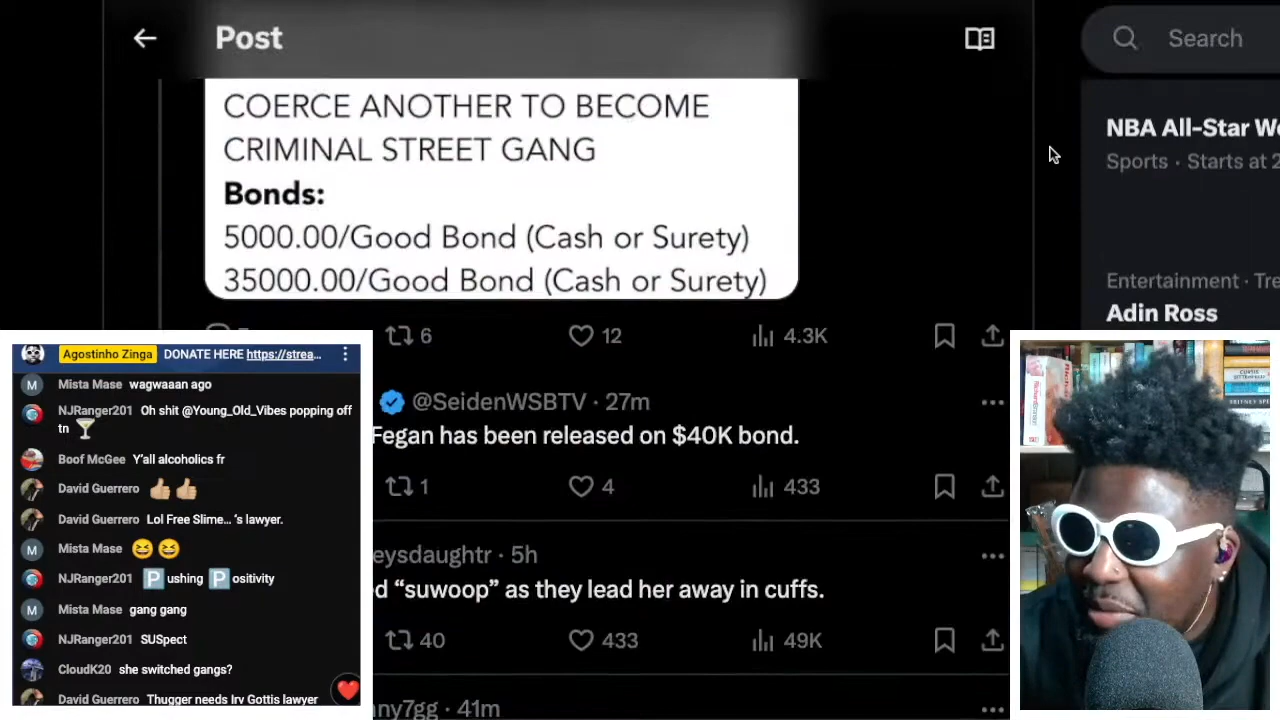 Post
Search
COERCE ANOTHER TO BECOME
CRIMINAL STREET GANG
Bonds:
5000.00/Good Bond (Cash or Surety)
35000.00/Good Bond (Cash or Surety)
6
12
4.3K
@SeidenWSBTV · 27m
Fegan has been released on $40K bond.
1
4
433
eysdaughtr · 5h
d “suwoop” as they lead her away in cuffs.
40
433
49K
ny7gg · 41m
NBA All-Star
Sports · Starts at 2
Entertainment ·
Adin Ross
Agostinho Zinga DONATE HERE https://strea...
M Mista Mase wagwaaan ago
NJRanger201 Oh shit @Young_Old_Vibes popping off
tn 🍸
Boof McGee Y'all alcoholics fr
David Guerrero 👍🏼👍🏼
David Guerrero Lol Free Slime… ‘s lawyer.
M Mista Mase 😆😆
NJRanger201 🅿️ushing 🅿️ositivity
M Mista Mase gang gang
NJRanger201 SUSpect
CloudK20 she switched gangs?
David Guerrero Thugger needs Irv Gottis lawyer